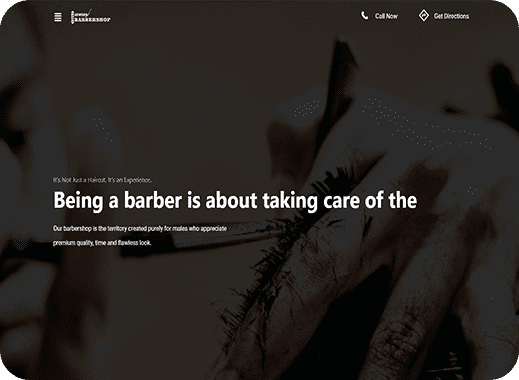 BARBERSHOP
Call Now
Get Directions
It's Not Just a Haircut, It's an Experience.
Being a barber is about taking care of the
Our barbershop is the territory created purely for males who appreciate
premium quality, time and flawless look.